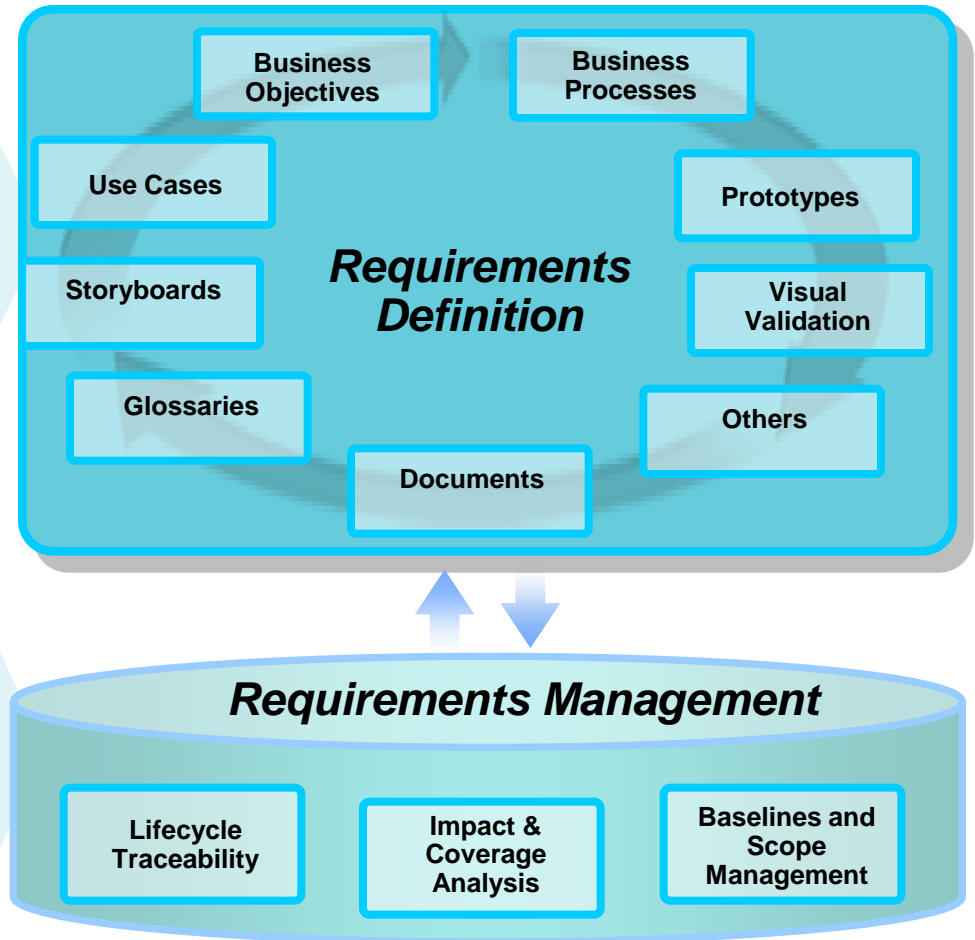 Business
Objectives
Business
Processes
Use Cases
Prototypes
Requirements
Definition
Storyboards
Visual
Validation
Glossaries
Others
Documents
Requirements Management
Lifecycle
Traceability
Impact &
Coverage
Analysis
Baselines and
Scope
Management